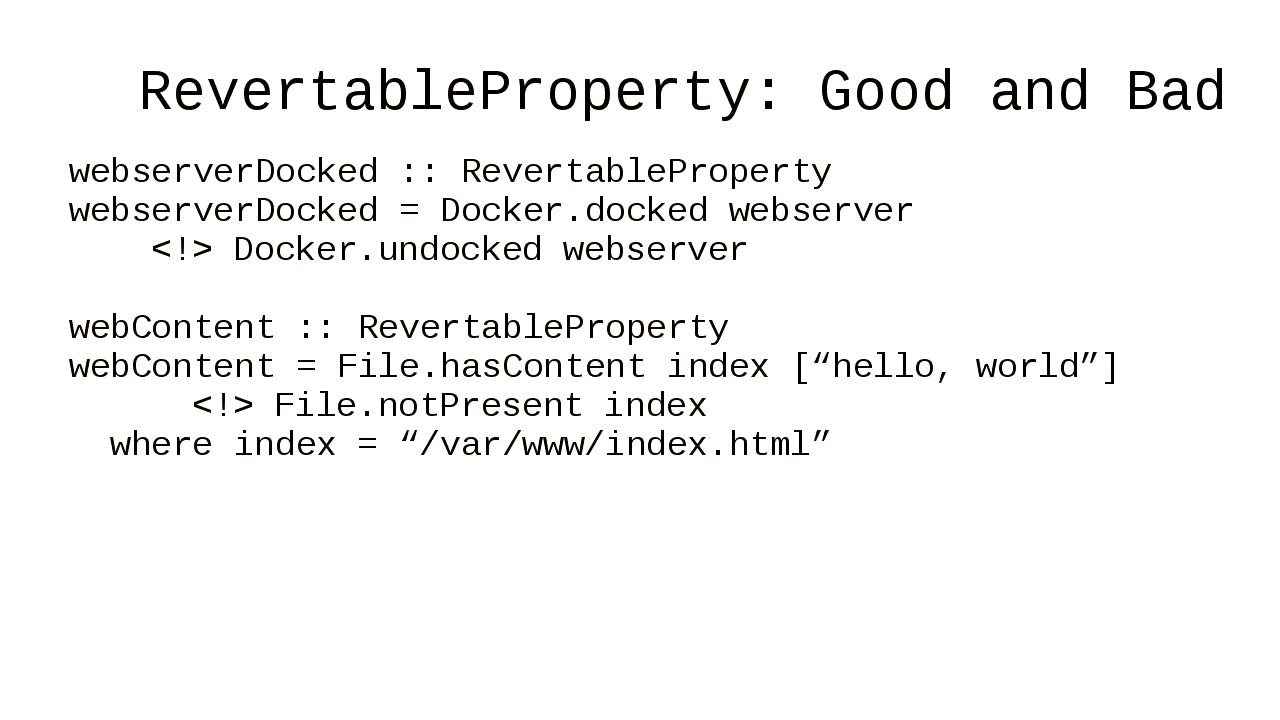 RevertableProperty: Good and Bad
webserverDocked :: RevertableProperty
webserverDocked = Docker.docked webserver
    <!> Docker.undocked webserver
webContent :: RevertableProperty
webContent = File.hasContent index [“hello, world”]
      <!> File.notPresent index
  where index = “/var/www/index.html”